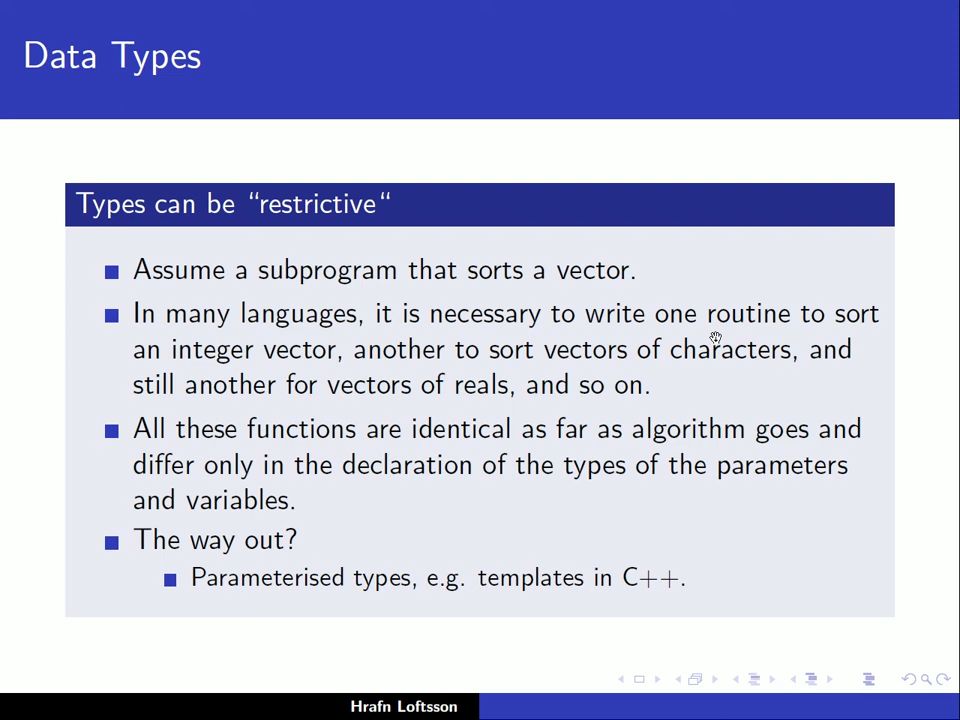 Data Types
Types can be “restrictive“
Assume a subprogram that sorts a vector.
In many languages, it is necessary to write one routine to sort
an integer vector, another to sort vectors of characters, and
still another for vectors of reals, and so on.
All these functions are identical as far as algorithm goes and
differ only in the declaration of the types of the parameters
and variables.
The way out?
Parameterised types, e.g. templates in C++.
Hrafn Loftsson